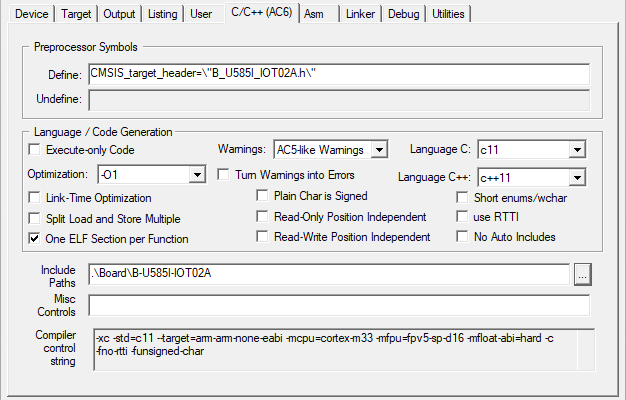 Device Target Output Listing User C/C++ (AC6) Asm Linker Debug Utilities
Preprocessor Symbols
Define: CMSIS_target_header=\"B_U585I_IOT02A.h\"
Undefine:
Language / Code Generation
Execute-only Code Warnings: AC5-like Warnings Language C: c11
Optimization: -O1 Turn Warnings into Errors Language C++: c++11
Link-Time Optimization Plain Char is Signed Short enums/wchar
Split Load and Store Multiple Read-Only Position Independent use RTTI
One ELF Section per Function Read-Write Position Independent No Auto Includes
Include
Paths .\Board\B-U585I-IOT02A ...
Misc
Controls
Compiler
control
string
-xc -std=c11 --target=arm-arm-none-eabi -mcpu=cortex-m33 -mfpu=fpv5-sp-d16 -mfloat-abi=hard -c
-fno-rtti -funsigned-char